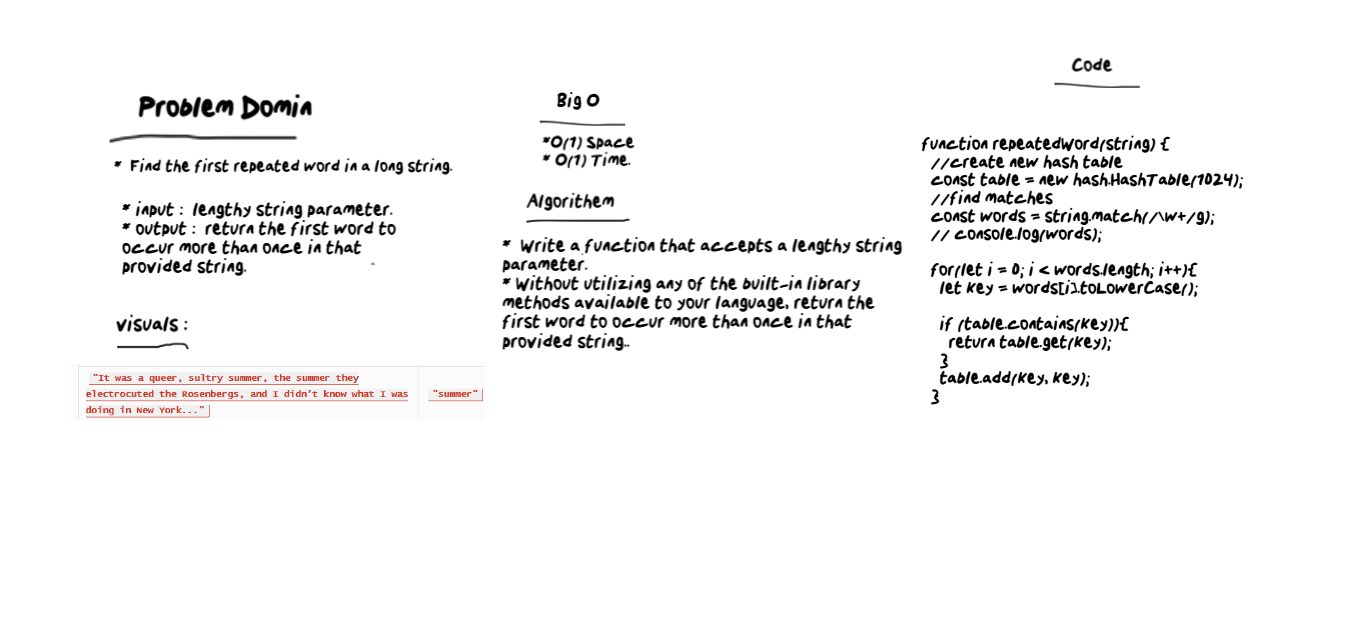 Problem Domin
* Find the first repeated word in a long string.
* input : lengthy string parameter.
* output : return the first word to
occur more than once in that
provided string.
visuals :
"It was a queer, sultry summer, the summer they
electrocuted the Rosenbergs, and I didn't know what I was
doing in New York..."
"summer"
Big O
*O(1) Space
* O(1) Time.
Algorithem
* Write a function that accepts a lengthy string
parameter.
* Without utilizing any of the built-in library
methods available to your language, return the
first word to occur more than once in that
provided string..
Code
function repeatedWord(string) {
//create new hash table
const table = new hash.HashTable(1024);
//find matches
const words = string.match(/\w+/g);
// console.log(words);
for(let i = 0; i < words.length; i++){
let key = words[i].toLowerCase();
if (table.contains(key)){
return table.get(key);
}
table.add(key, key);
}